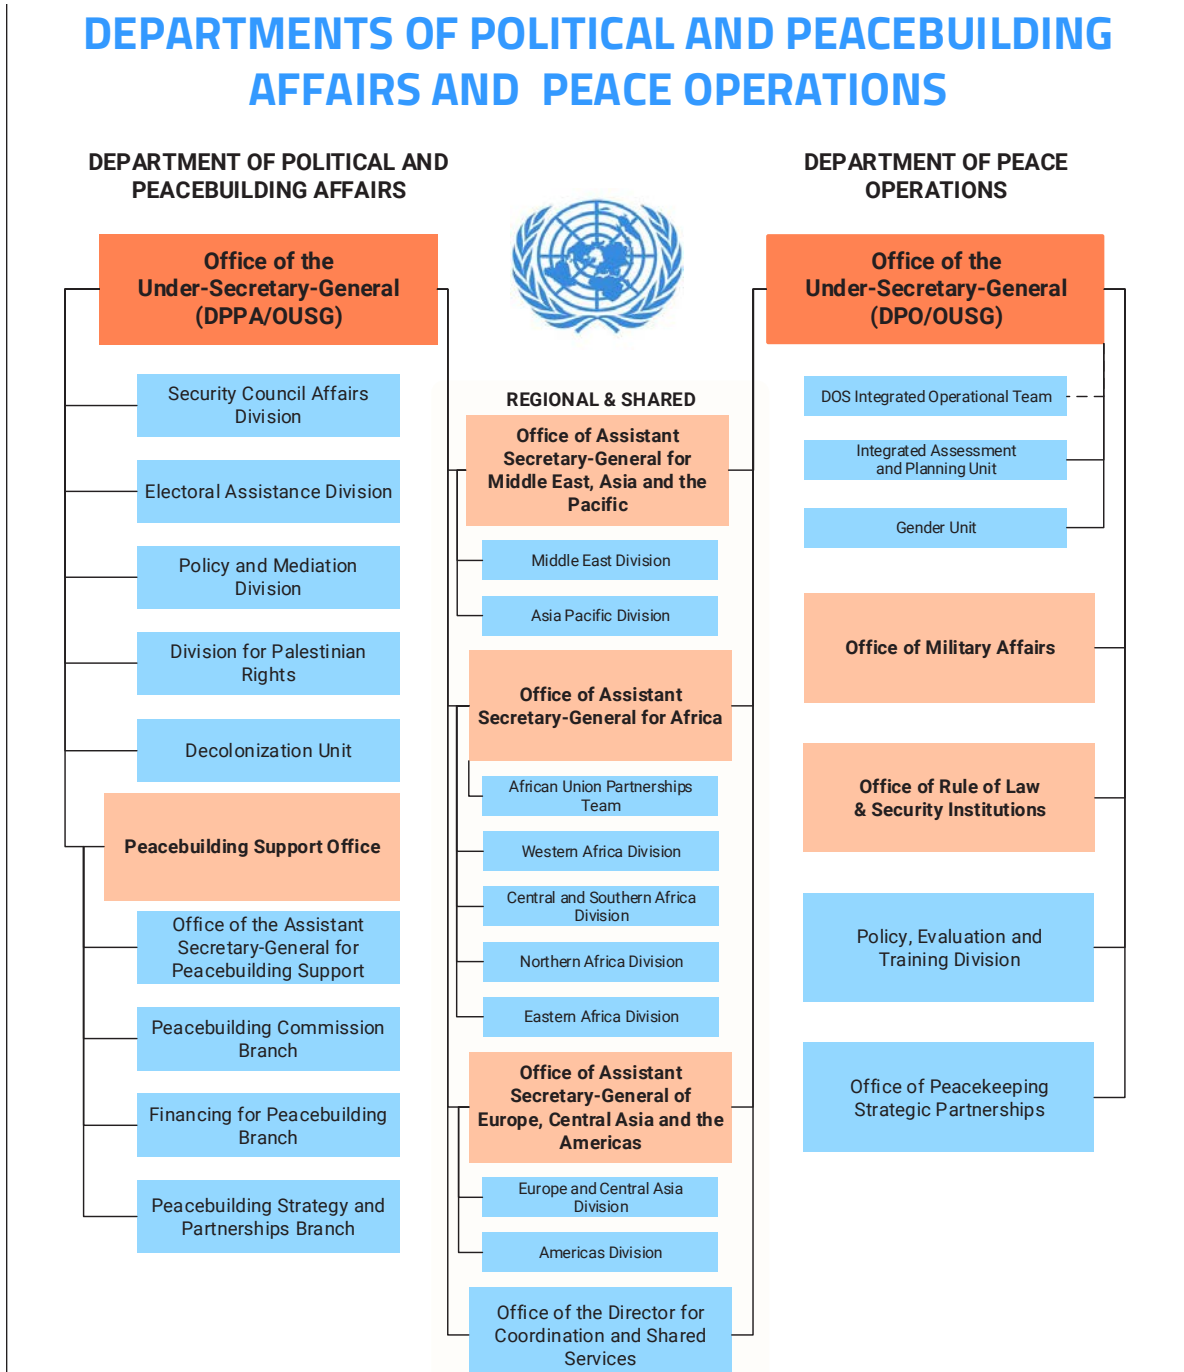 DEPARTMENTS OF POLITICAL AND PEACEBUILDING
AFFAIRS AND PEACE OPERATIONS
DEPARTMENT OF POLITICAL AND
PEACEBUILDING AFFAIRS
Office of the
Under-Secretary-General
(DPPA/OUSG)
Security Council Affairs
Division
Electoral Assistance Division
Policy and Mediation
Division
Division for Palestinian
Rights
Decolonization Unit
Peacebuilding Support Office
Office of the Assistant
Secretary-General for
Peacebuilding Support
Peacebuilding Commission
Branch
Financing for Peacebuilding
Branch
Peacebuilding Strategy and
Partnerships Branch
REGIONAL & SHARED
Office of Assistant
Secretary-General for
Middle East, Asia and the
Pacific
Middle East Division
Asia Pacific Division
Office of Assistant
Secretary-General for Africa
African Union Partnerships
Team
Western Africa Division
Central and Southern Africa
Division
Northern Africa Division
Eastern Africa Division
Office of Assistant
Secretary-General of
Europe, Central Asia and the
Americas
Europe and Central Asia
Division
Americas Division
Office of the Director for
Coordination and Shared
Services
DEPARTMENT OF PEACE
OPERATIONS
Office of the
Under-Secretary-General
(DPO/OUSG)
DOS Integrated Operational Team
Integrated Assessment
and Planning Unit
Gender Unit
Office of Military Affairs
Office of Rule of Law
& Security Institutions
Policy, Evaluation and
Training Division
Office of Peacekeeping
Strategic Partnerships